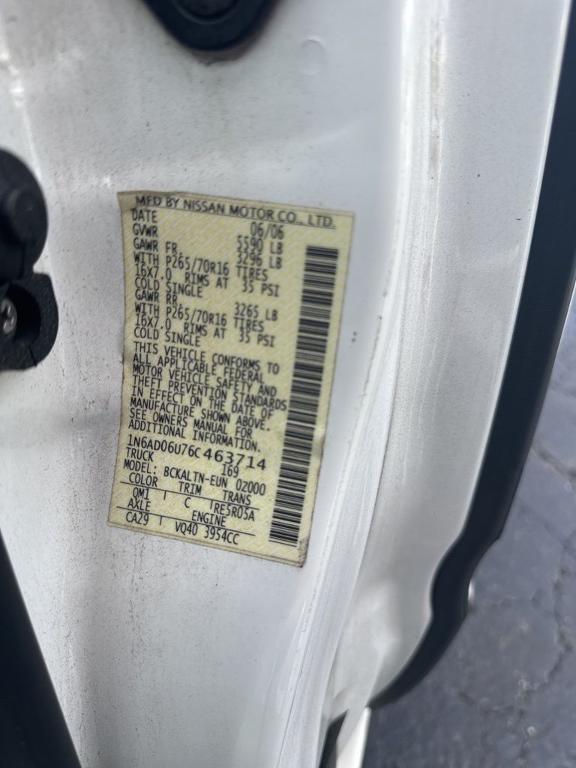 MFD BY NISSAN MOTOR CO., LTD.
DATE 06/06
GVWR 5590 LB
GAWR FR. 3296 LB
WITH P265/70R16 TIRES
16X7.0 RIMS AT 35 PSI
COLD SINGLE
GAWR RR. 3265 LB
WITH P265/70R16 TIRES
16X7.0 RIMS AT 35 PSI
COLD SINGLE
THIS VEHICLE CONFORMS TO
ALL APPLICABLE FEDERAL
MOTOR VEHICLE SAFETY AND
THEFT PREVENTION STANDARDS
IN EFFECT ON THE DATE OF
MANUFACTURE SHOWN ABOVE.
SEE OWNERS MANUAL FOR
ADDITIONAL INFORMATION.
1N6AD06U76C463714
TRUCK 169
MODEL: BCKALTN-EUN 02000
COLOR TRIM TRANS
QM1 C RE5R05A
AXLE ENGINE
CA29 VQ40 3954CC